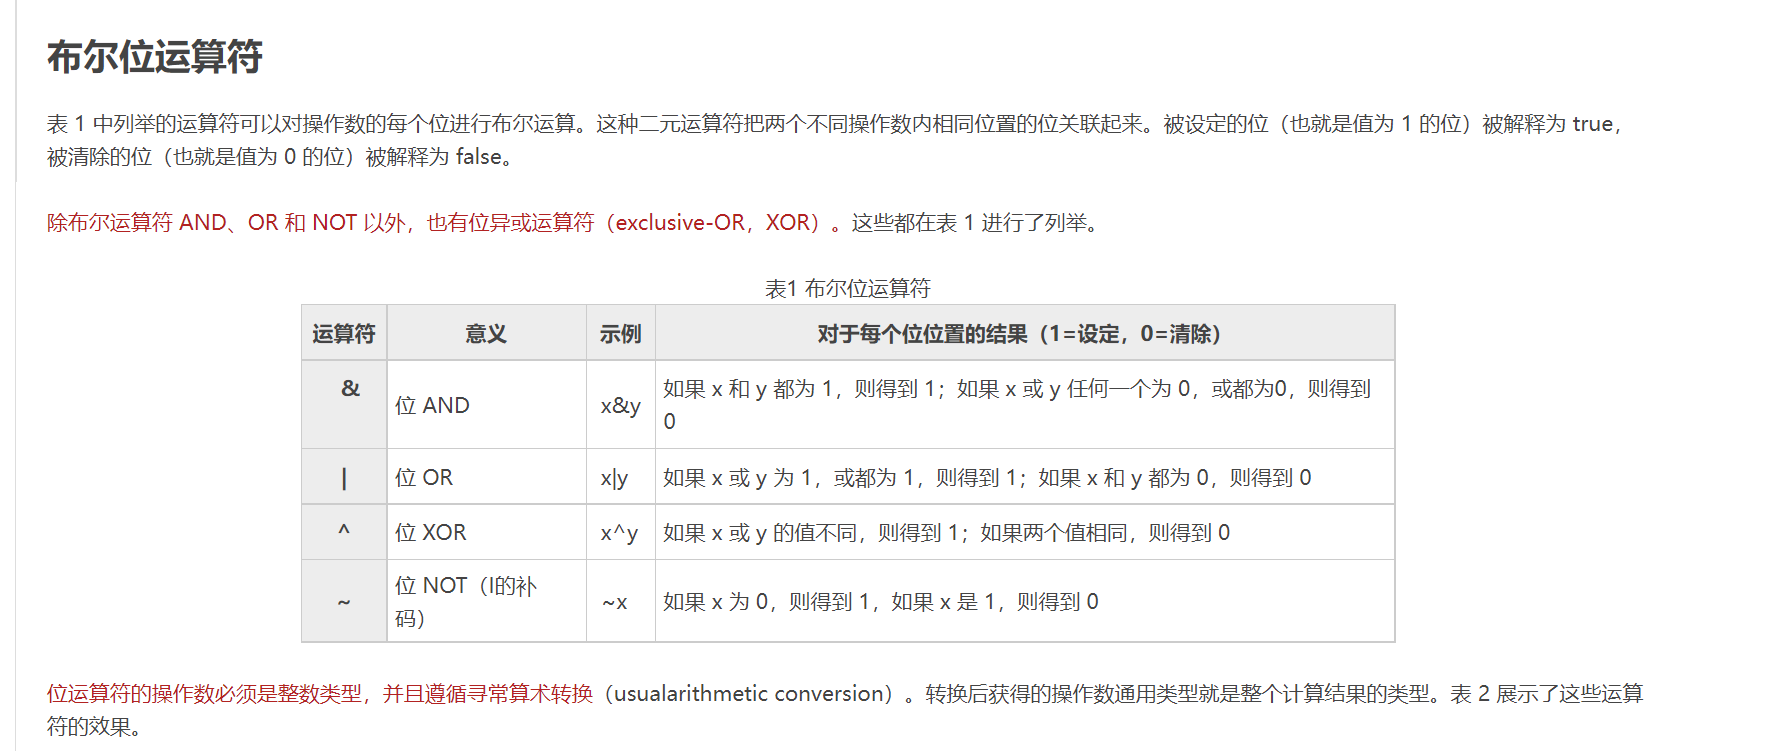 布尔位运算符
表 1 中列举的运算符可以对操作数的每个位进行布尔运算。这种二元运算符把两个不同操作数内相同位置的位关联起来。被设定的位（也就是值为 1 的位）被解释为 true，
被清除的位（也就是值为 0 的位）被解释为 false。
除布尔运算符 AND、OR 和 NOT 以外，也有位异或运算符（exclusive-OR，XOR）。这些都在表 1 进行了列举。
表1 布尔位运算符
运算符 意义 示例 对于每个位位置的结果（1=设定，0=清除）
& 位 AND x&y 如果 x 和 y 都为 1，则得到 1；如果 x 或 y 任何一个为 0，或都为0，则得到
0
| 位 OR x|y 如果 x 或 y 为 1，或都为 1，则得到 1；如果 x 和 y 都为 0，则得到 0
^ 位 XOR x^y 如果 x 或 y 的值不同，则得到 1；如果两个值相同，则得到 0
~ 位 NOT（I的补
码） ~x 如果 x 为 0，则得到 1，如果 x 是 1，则得到 0
位运算符的操作数必须是整数类型，并且遵循寻常算术转换（usualarithmetic conversion）。转换后获得的操作数通用类型就是整个计算结果的类型。表 2 展示了这些运算
符的效果。